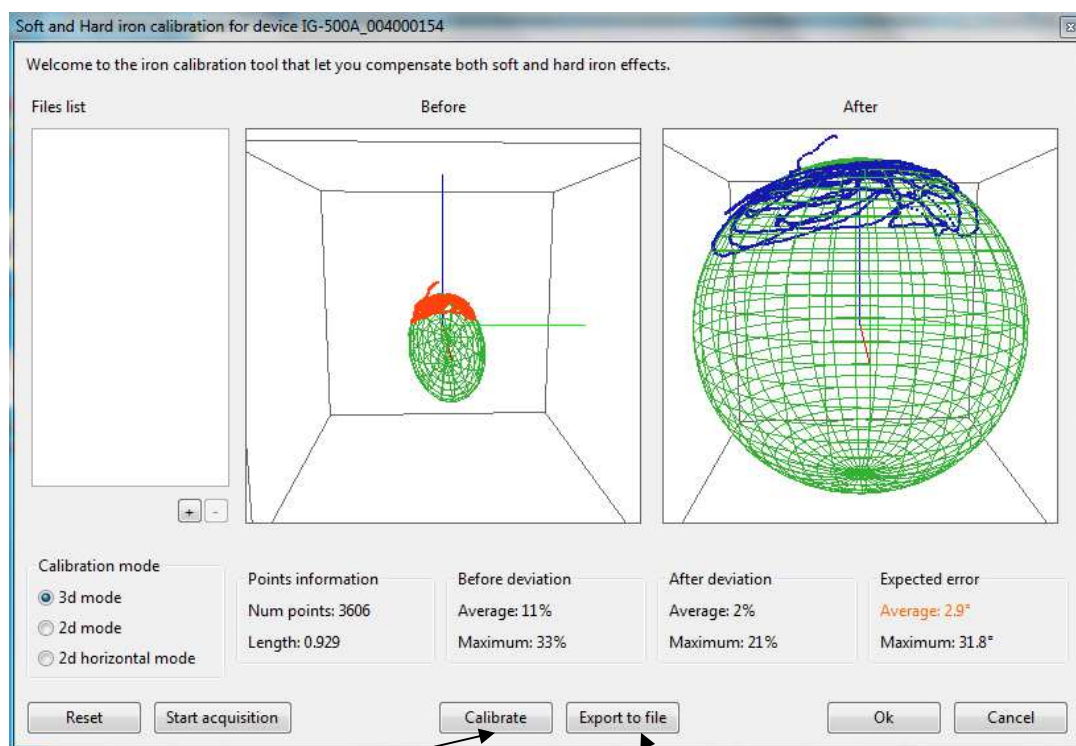 Soft and Hard iron calibration for device IG-500A_004000154
Welcome to the iron calibration tool that let you compensate both soft and hard iron effects.
Files list
Before
After
+
-
Calibration mode
3d mode
2d mode
2d horizontal mode
Points information
Num points: 3606
Length: 0.929
Before deviation
Average: 11%
Maximum: 33%
After deviation
Average: 2%
Maximum: 21%
Expected error
Average: 2.9°
Maximum: 31.8°
Reset
Start acquisition
Calibrate
Export to file
Ok
Cancel